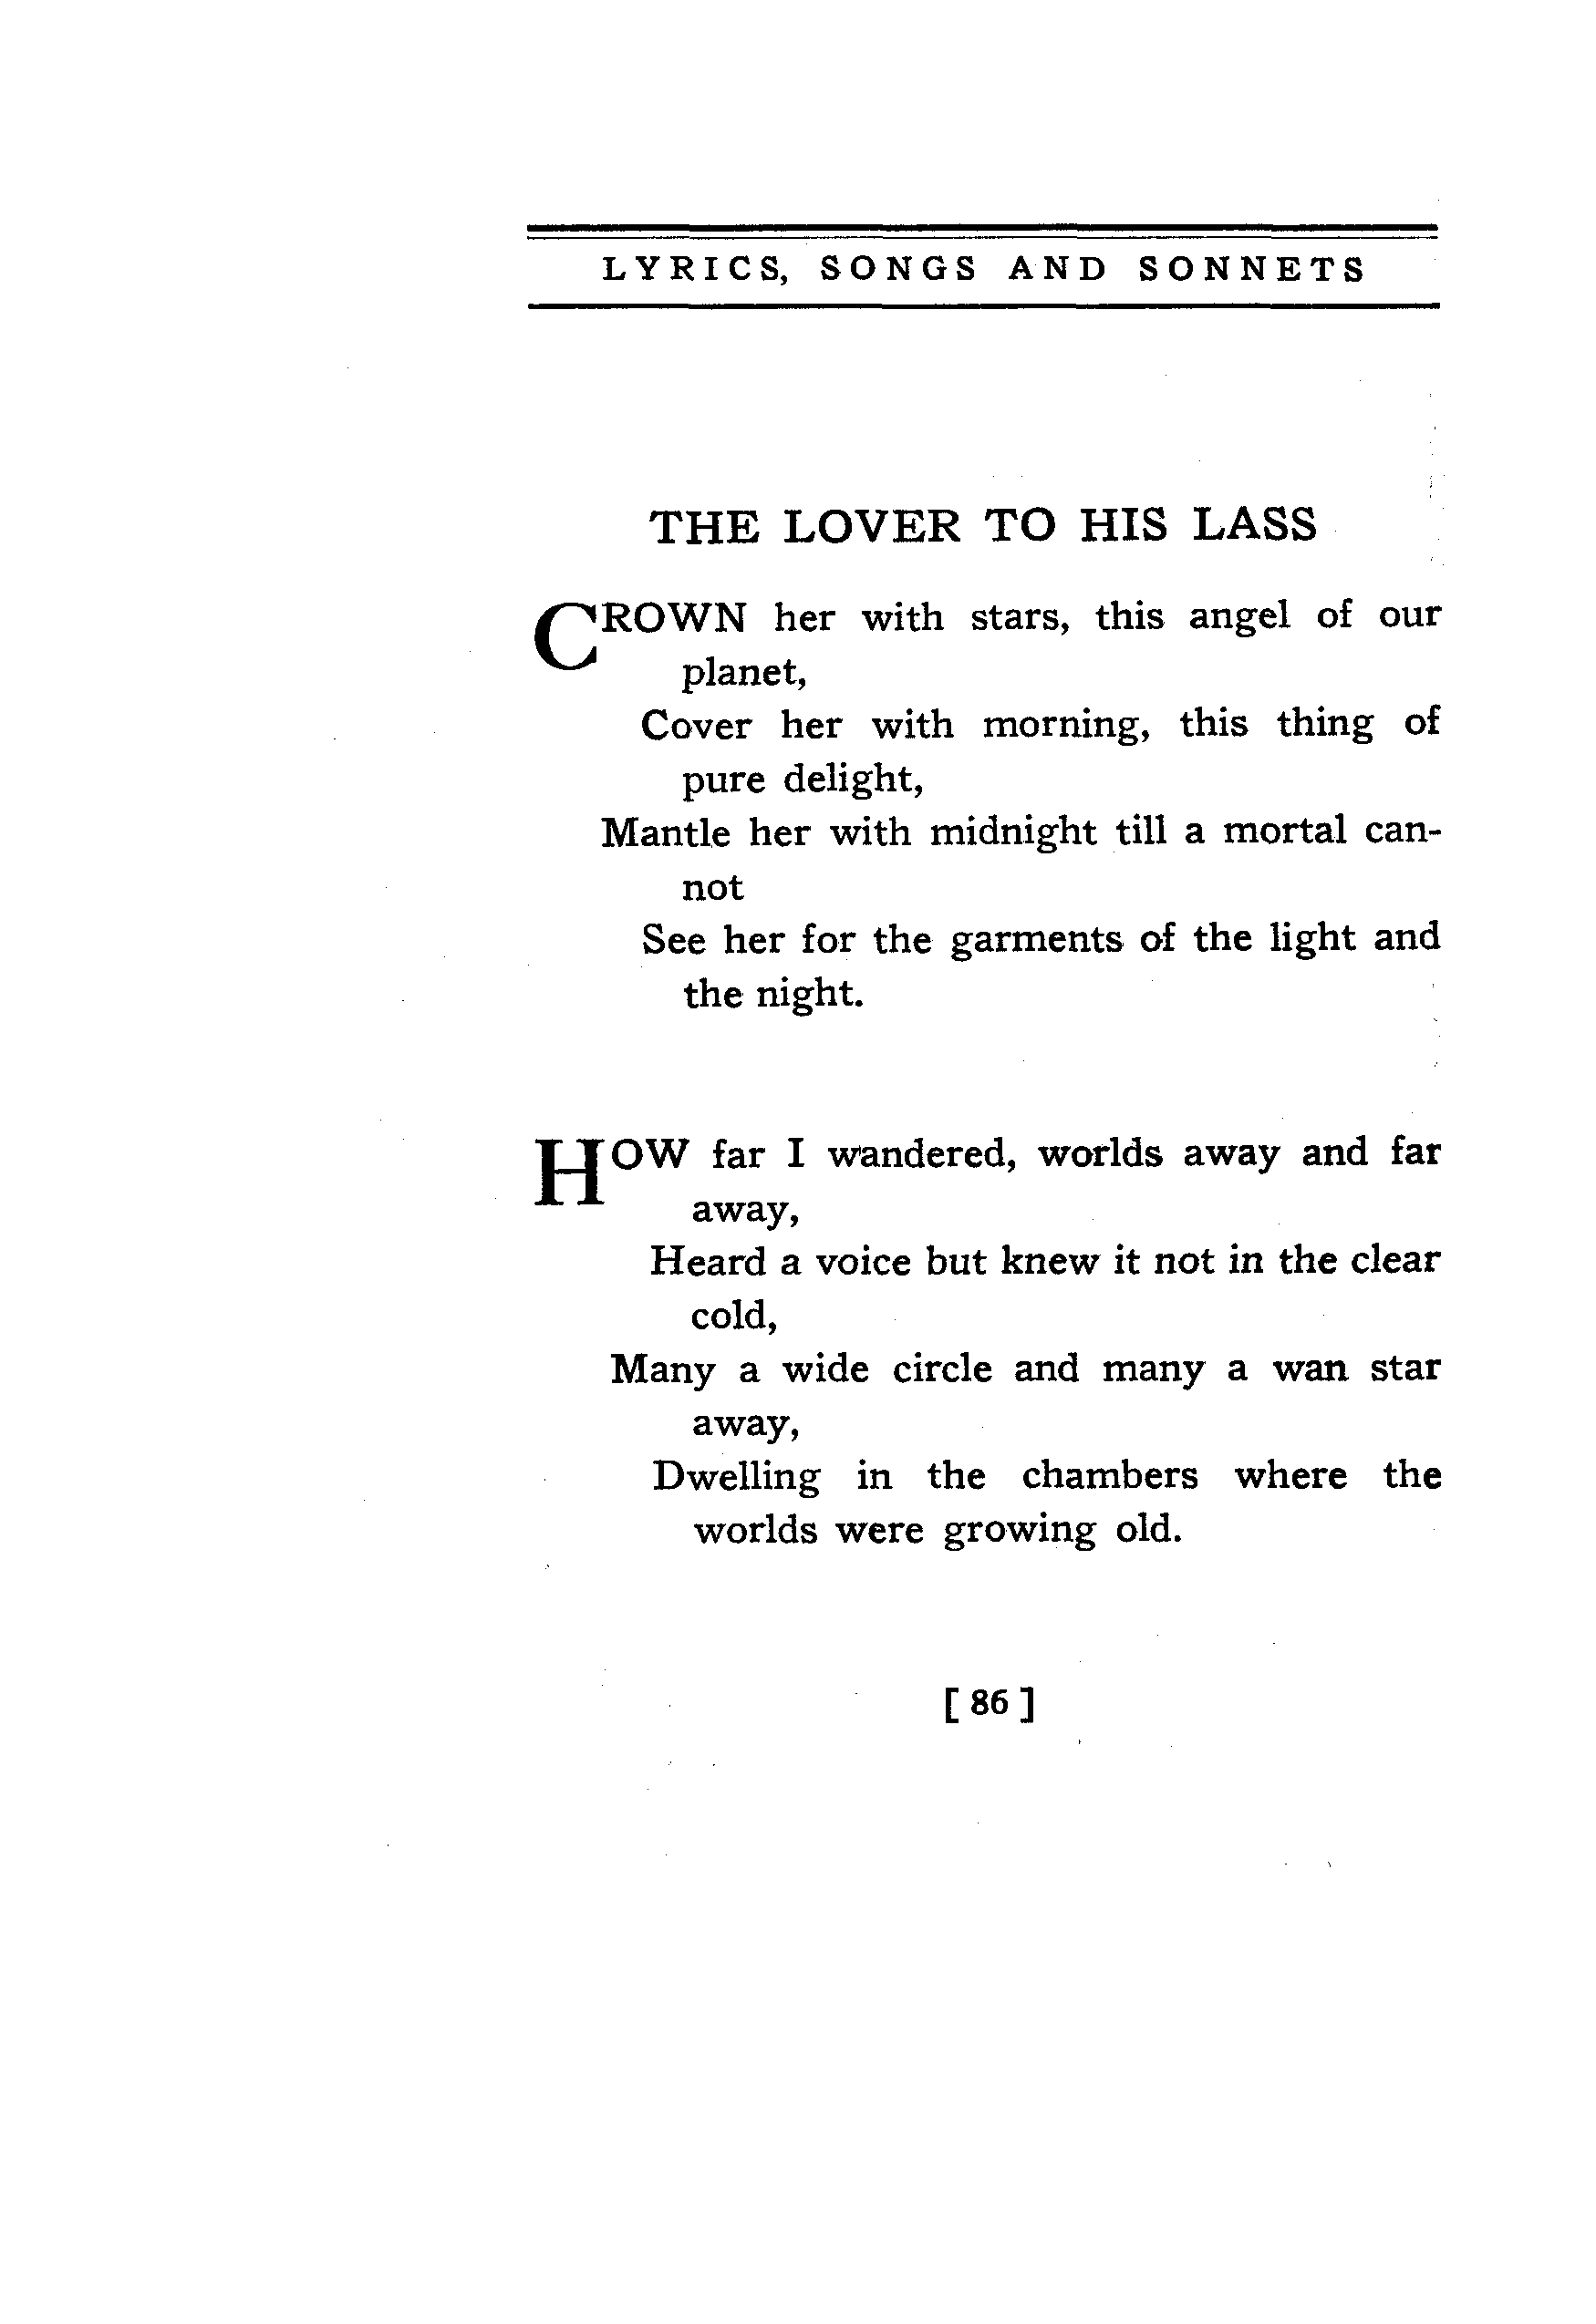 LYRICS, SONGS AND SONNETS
THE LOVER TO HIS LASS
CROWN her with stars, this angel of our
planet,
Cover her with morning, this thing of
pure delight,
Mantle her with midnight till a mortal can-
not
See her for the garments of the light and
the night.
HOW far I wandered, worlds away and far
away,
Heard a voice but knew it not in the clear
cold,
Many a wide circle and many a wan star
away,
Dwelling in the chambers where the
worlds were growing old.
[ 86 ]